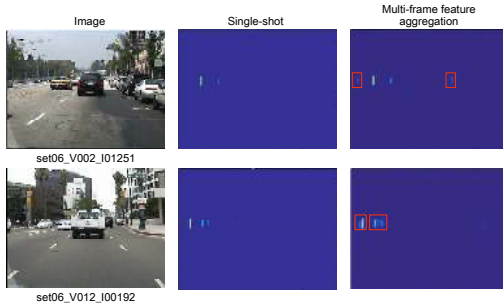 Image
Single-shot
Multi-frame feature
aggregation
set06_V002_I01251
set06_V012_I00192